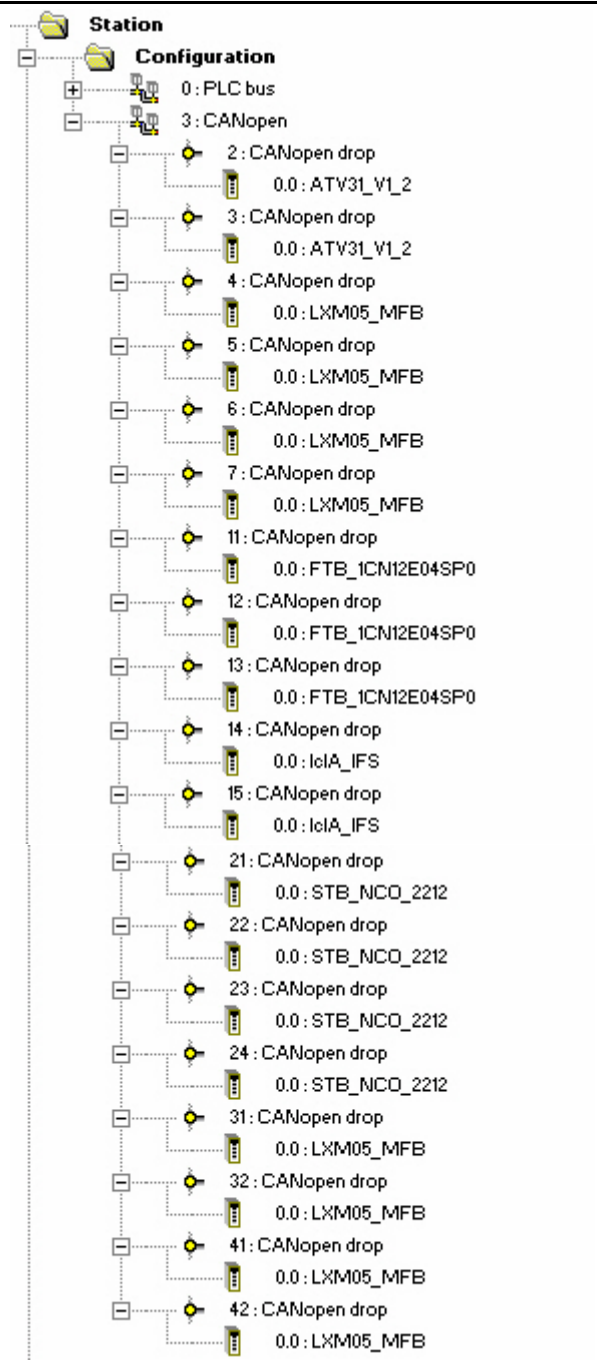 Station
Configuration
0 : PLC bus
3 : CANopen
2 : CANopen drop
0.0 : ATV31_V1_2
3 : CANopen drop
0.0 : ATV31_V1_2
4 : CANopen drop
0.0 : LXM05_MFB
5 : CANopen drop
0.0 : LXM05_MFB
6 : CANopen drop
0.0 : LXM05_MFB
7 : CANopen drop
0.0 : LXM05_MFB
11 : CANopen drop
0.0 : FTB_1CN12E04SP0
12 : CANopen drop
0.0 : FTB_1CN12E04SP0
13 : CANopen drop
0.0 : FTB_1CN12E04SP0
14 : CANopen drop
0.0 : IclA_IFS
15 : CANopen drop
0.0 : IclA_IFS
21 : CANopen drop
0.0 : STB_NCO_2212
22 : CANopen drop
0.0 : STB_NCO_2212
23 : CANopen drop
0.0 : STB_NCO_2212
24 : CANopen drop
0.0 : STB_NCO_2212
31 : CANopen drop
0.0 : LXM05_MFB
32 : CANopen drop
0.0 : LXM05_MFB
41 : CANopen drop
0.0 : LXM05_MFB
42 : CANopen drop
0.0 : LXM05_MFB